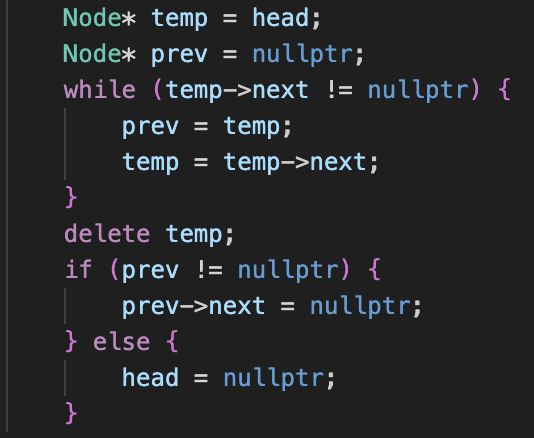 Node* temp = head;
Node* prev = nullptr;
while (temp->next != nullptr) {
    prev = temp;
    temp = temp->next;
}
delete temp;
if (prev != nullptr) {
    prev->next = nullptr;
} else {
    head = nullptr;
}